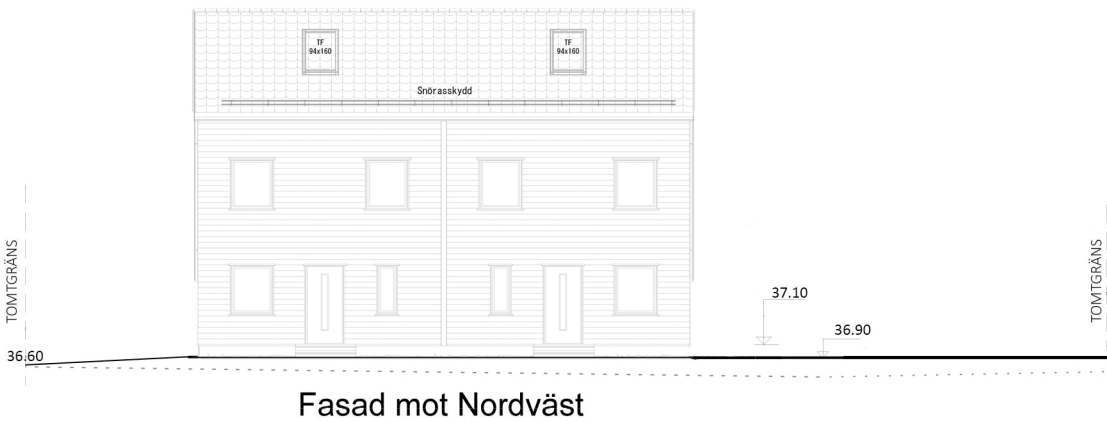 TF
94x160
TF
94x160
Snörasskydd
TOMTGRÄNS
TOMTGRÄNS
37.10
36.90
36.60
Fasad mot Nordväst